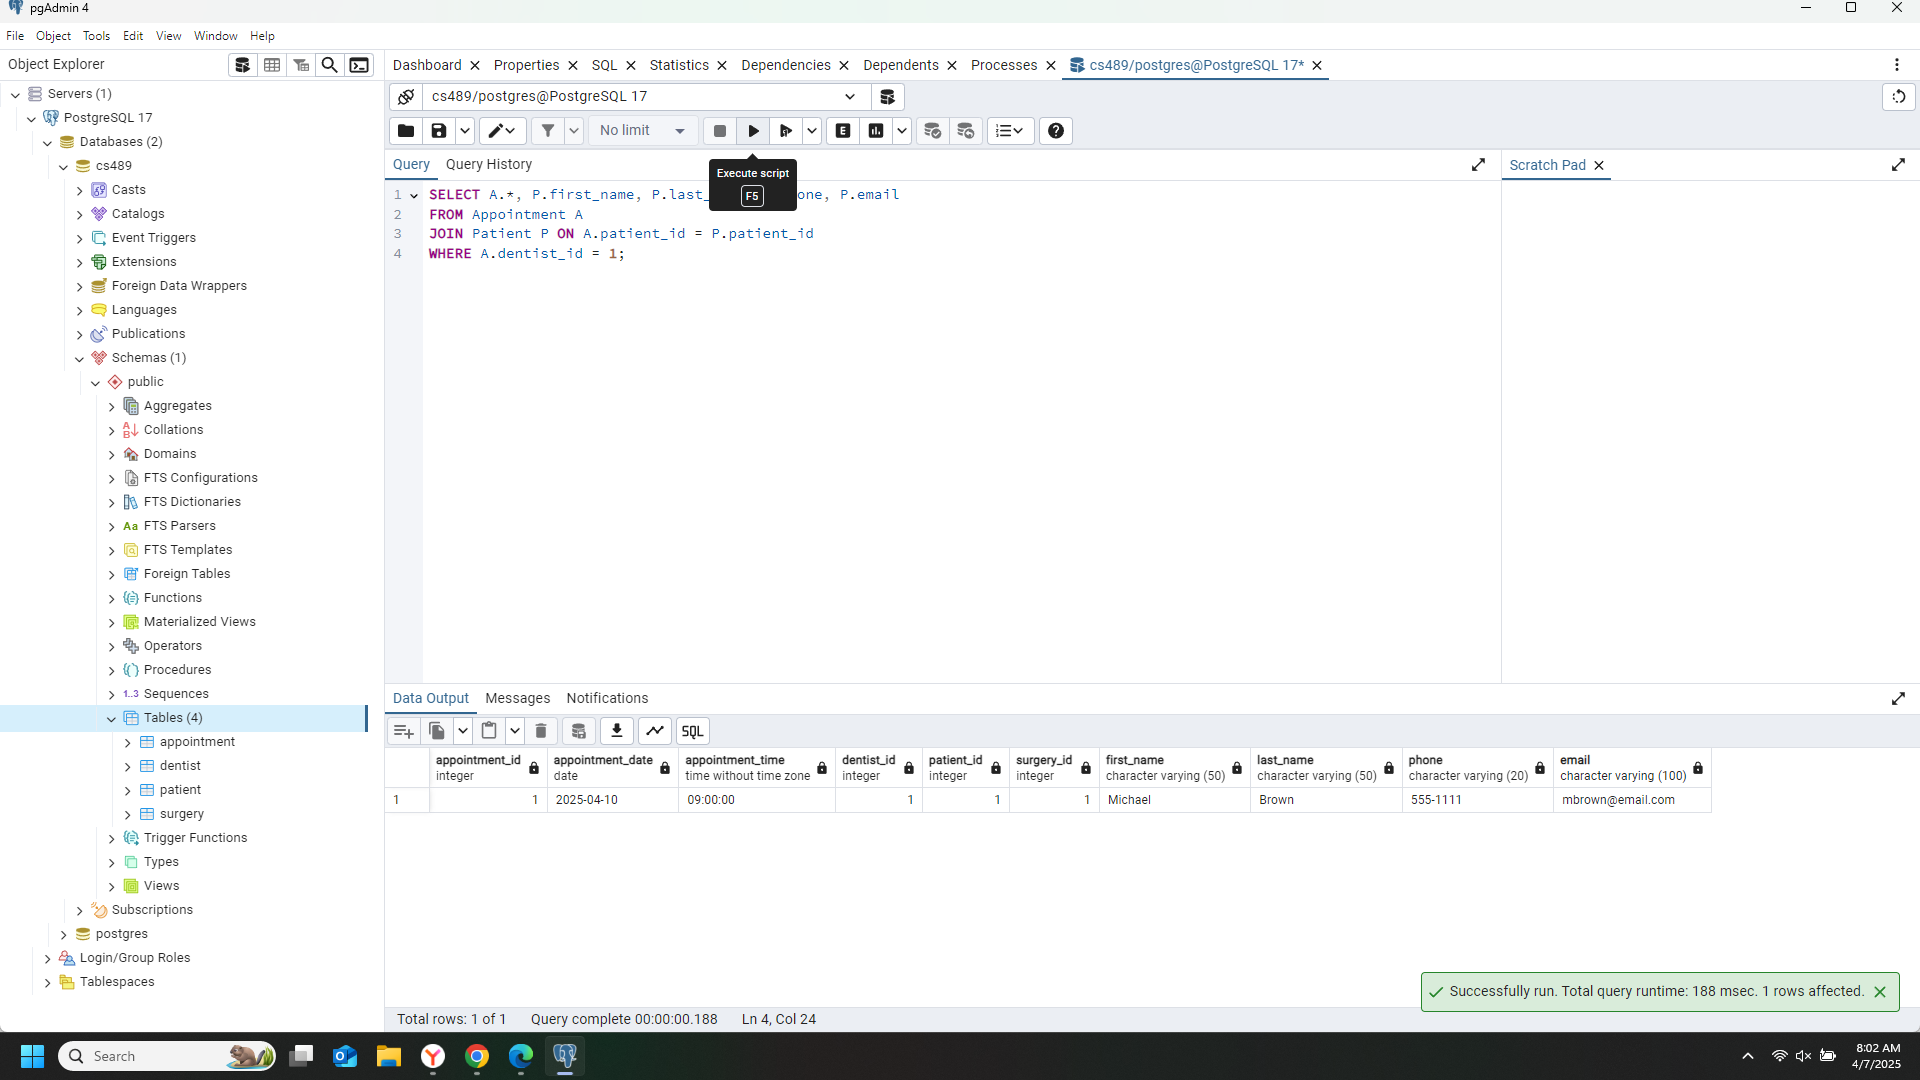 pgAdmin 4
File Object Tools Edit View Window Help
Object Explorer
Servers (1)
PostgreSQL 17
Databases (2)
cs489
Casts
Catalogs
Event Triggers
Extensions
Foreign Data Wrappers
Languages
Publications
Schemas (1)
public
Aggregates
Collations
Domains
FTS Configurations
FTS Dictionaries
Aa FTS Parsers
FTS Templates
Foreign Tables
Functions
Materialized Views
Operators
Procedures
1..3 Sequences
Tables (4)
appointment
dentist
patient
surgery
Trigger Functions
Types
Views
Subscriptions
postgres
Login/Group Roles
Tablespaces
Dashboard Properties SQL Statistics Dependencies Dependents Processes cs489/postgres@PostgreSQL 17*
cs489/postgres@PostgreSQL 17
No limit E
Query Query History
Execute script
F5
Scratch Pad
1 SELECT A.*, P.first_name, P.last_ one, P.email
2 FROM Appointment A
3 JOIN Patient P ON A.patient_id = P.patient_id
4 WHERE A.dentist_id = 1;
Data Output Messages Notifications
SQL
appointment_id appointment_date appointment_time dentist_id patient_id surgery_id first_name last_name phone email
integer date time without time zone integer integer integer character varying (50) character varying (50) character varying (20) character varying (100)
1 1 2025-04-10 09:00:00 1 1 1 Michael Brown 555-1111 mbrown@email.com
Successfully run. Total query runtime: 188 msec. 1 rows affected.
Total rows: 1 of 1 Query complete 00:00:00.188 Ln 4, Col 24
Search
8:02 AM
4/7/2025